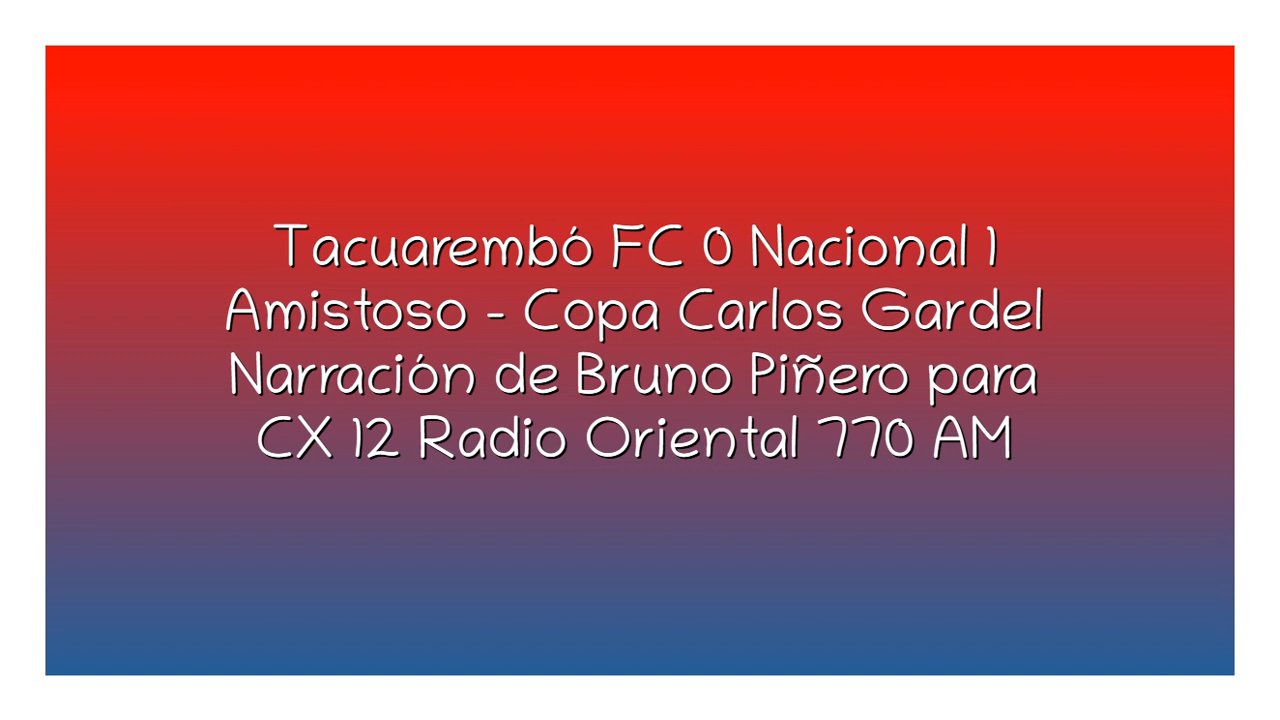 Tacuarembó FC 0 Nacional 1
Amistoso - Copa Carlos Gardel
Narración de Bruno Piñero para
CX 12 Radio Oriental 770 AM